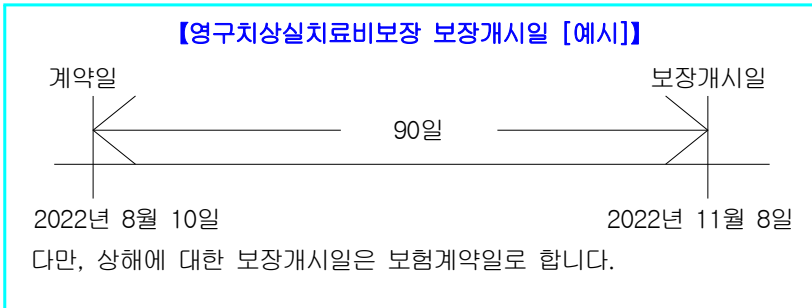 【영구치상실치료비보장 보장개시일 [예시]】
계약일 보장개시일
90일
2022년 8월 10일 2022년 11월 8일
다만, 상해에 대한 보장개시일은 보험계약일로 합니다.